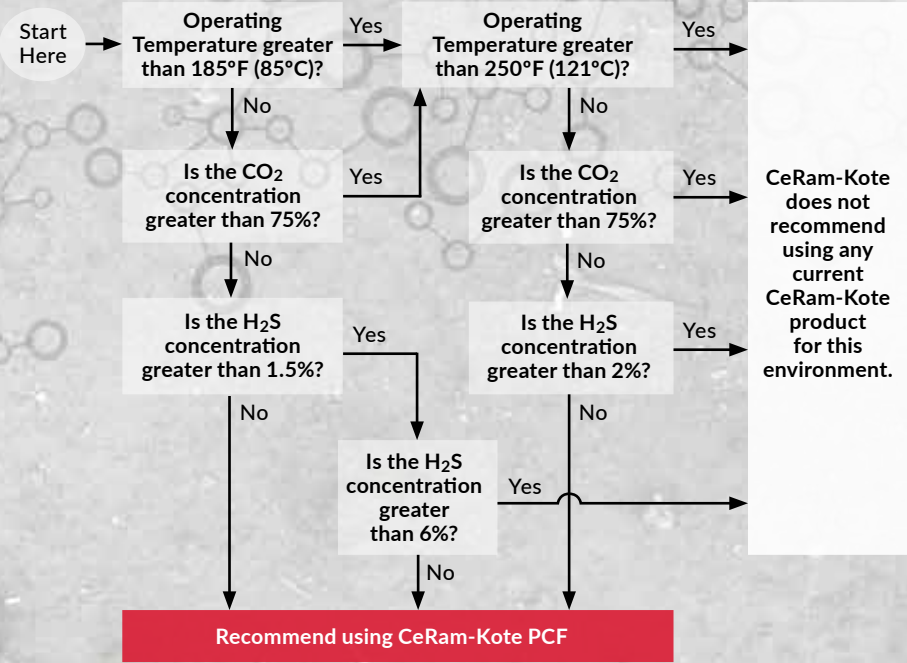 Start
Here
Operating
Temperature greater
than 185°F (85°C)?
Yes
Operating
Temperature greater
than 250°F (121°C)?
Yes
No
No
Is the CO₂
concentration
greater than 75%?
Yes
Is the CO₂
concentration
greater than 75%?
Yes
CeRam-Kote
does not
recommend
using any
current
CeRam-Kote
product
for this
environment.
No
No
Is the H₂S
concentration
greater than 1.5%?
Yes
Is the H₂S
concentration
greater than 2%?
Yes
No
No
Is the H₂S
concentration
greater
than 6%?
Yes
No
Recommend using CeRam-Kote PCF